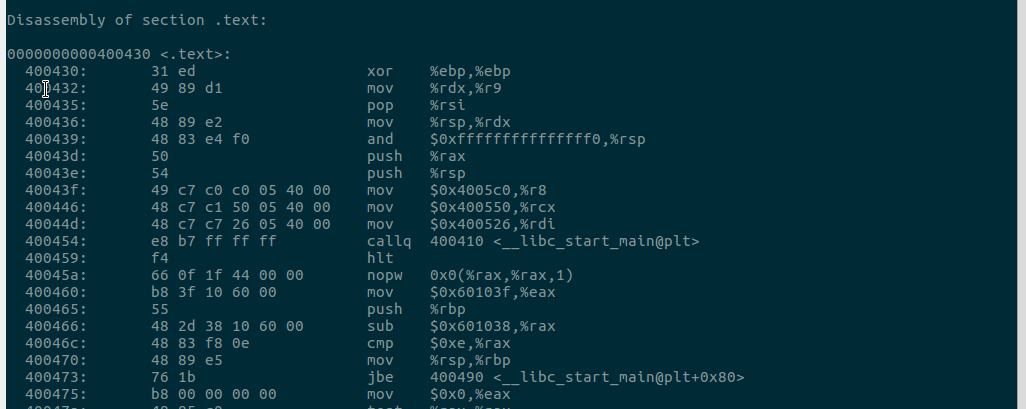 Disassembly of section .text:
0000000000400430 <.text>:
400430: 31 ed xor %ebp,%ebp
400432: 49 89 d1 mov %rdx,%r9
400435: 5e pop %rsi
400436: 48 89 e2 mov %rsp,%rdx
400439: 48 83 e4 f0 and $0xfffffffffffffff0,%rsp
40043d: 50 push %rax
40043e: 54 push %rsp
40043f: 49 c7 c0 c0 05 40 00 mov $0x4005c0,%r8
400446: 48 c7 c1 50 05 40 00 mov $0x400550,%rcx
40044d: 48 c7 c7 26 05 40 00 mov $0x400526,%rdi
400454: e8 b7 ff ff ff callq 400410 <__libc_start_main@plt>
400459: f4 hlt
40045a: 66 0f 1f 44 00 00 nopw 0x0(%rax,%rax,1)
400460: b8 3f 10 60 00 mov $0x60103f,%eax
400465: 55 push %rbp
400466: 48 2d 38 10 60 00 sub $0x601038,%rax
40046c: 48 83 f8 0e cmp $0xe,%rax
400470: 48 89 e5 mov %rsp,%rbp
400473: 76 1b jbe 400490 <__libc_start_main@plt+0x80>
400475: b8 00 00 00 00 mov $0x0,%eax